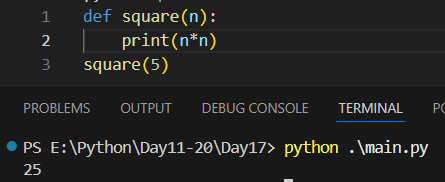 1 def square(n):
2     print(n*n)
3 square(5)
PROBLEMS OUTPUT DEBUG CONSOLE TERMINAL
PS E:\Python\Day11-20\Day17> python .\main.py
25